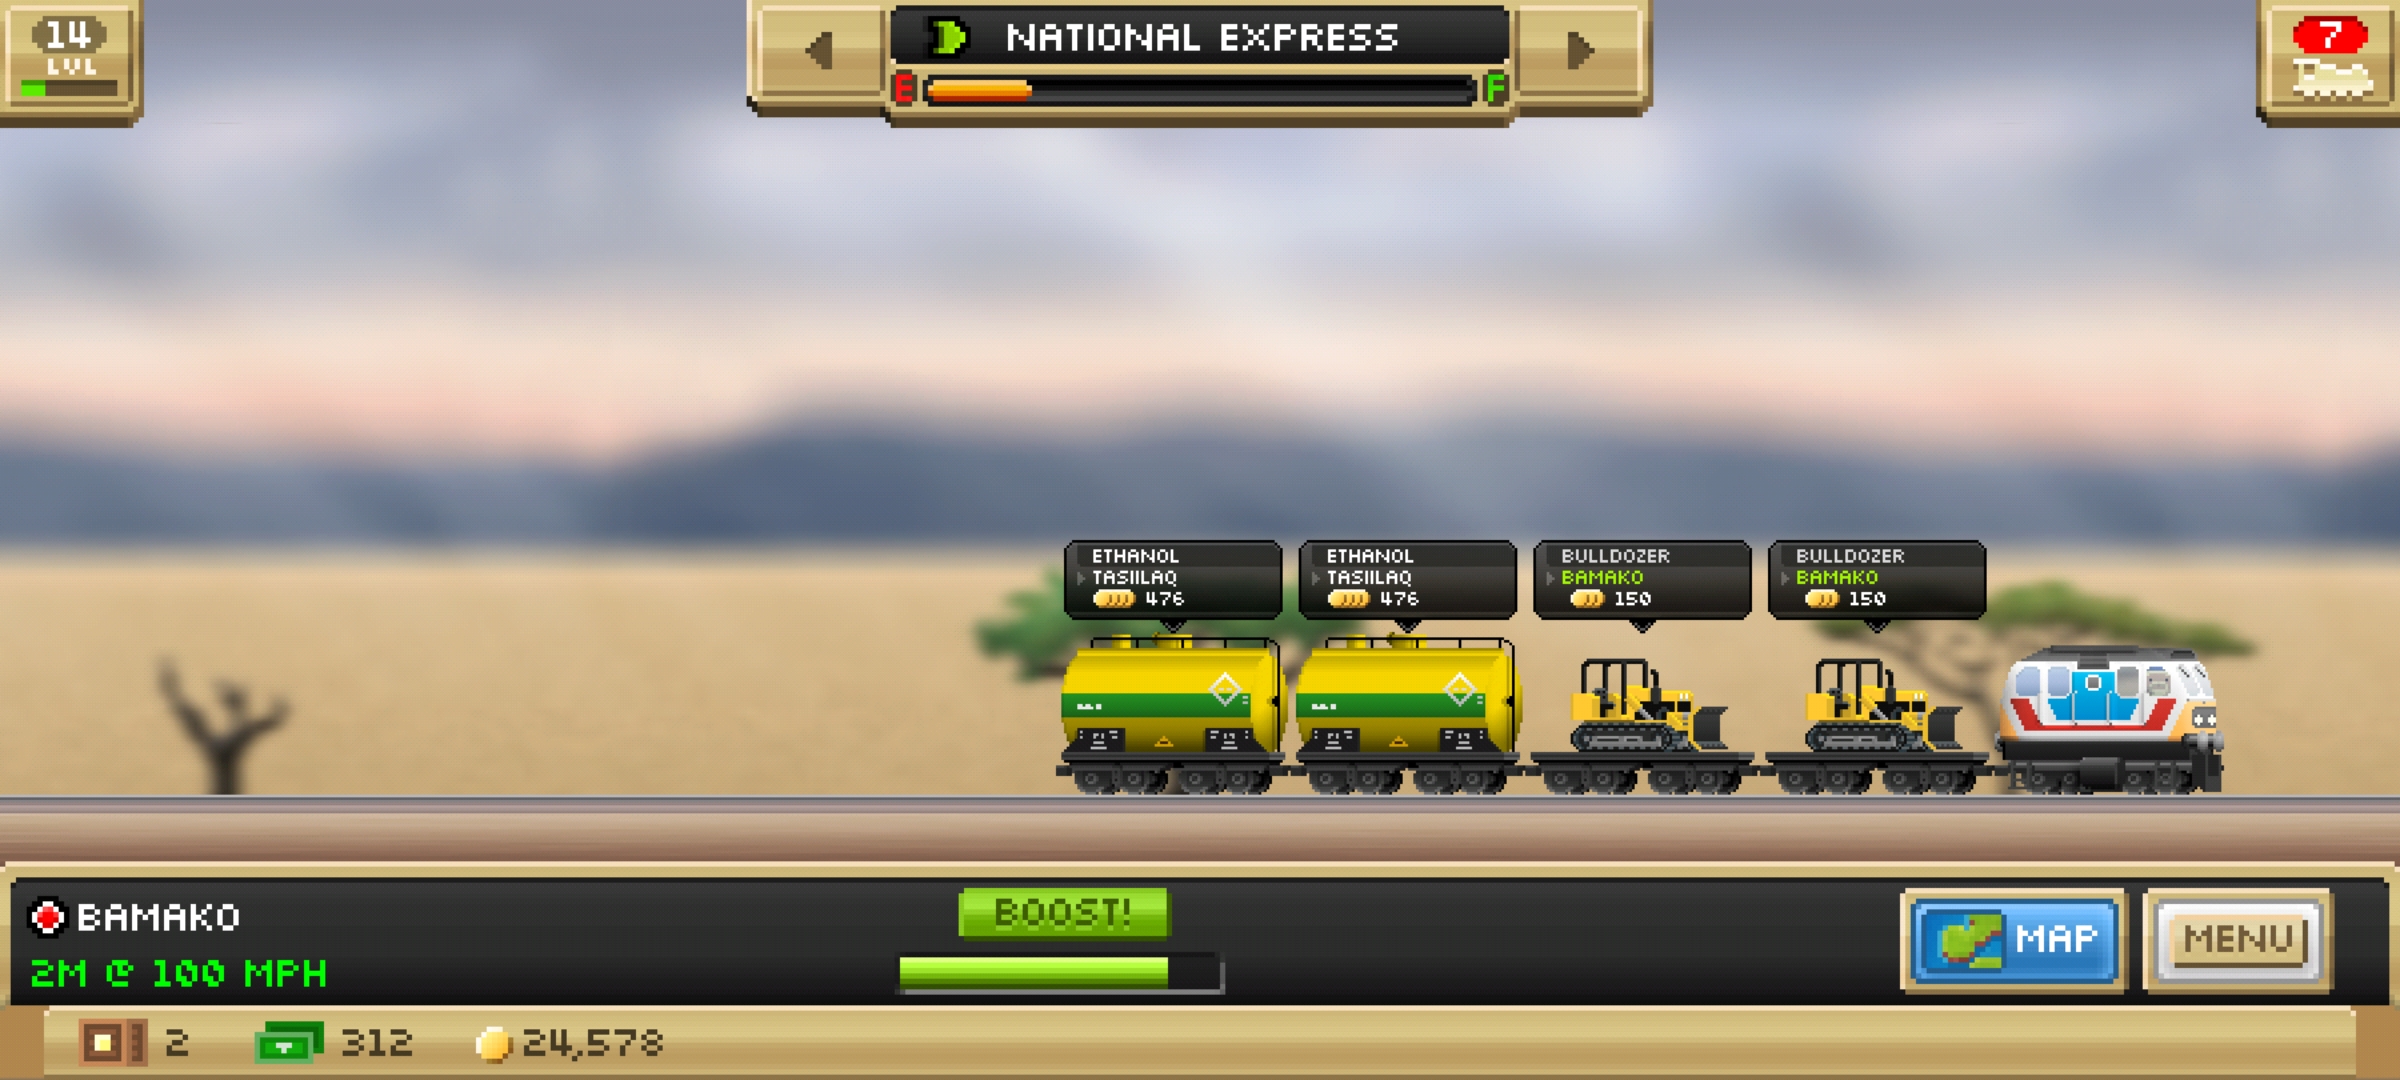 14
LVL
NATIONAL EXPRESS
E
F
7
ETHANOL
TASIILAQ
476
ETHANOL
TASIILAQ
476
BULLDOZER
BAMAKO
150
BULLDOZER
BAMAKO
150
BAMAKO
2M @ 100 MPH
BOOST!
MAP
MENU
2
312
24,578